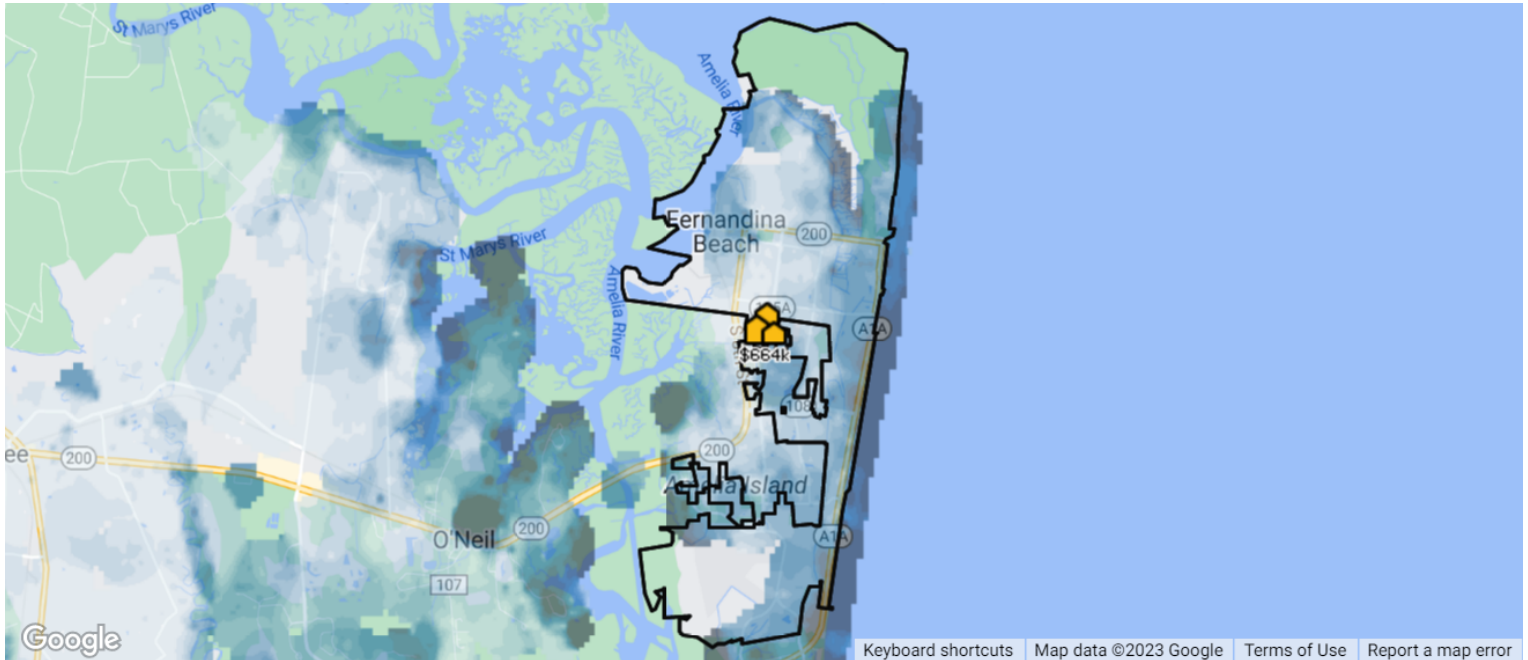 St Marys River
Amelia River
Fernandina
Beach
200
St Marys River
Amelia River
A1A
$664k
108
ee
200
200
Amelia Island
O'Neil
200
A1A
107
Google
Keyboard shortcuts
Map data ©2023 Google
Terms of Use
Report a map error